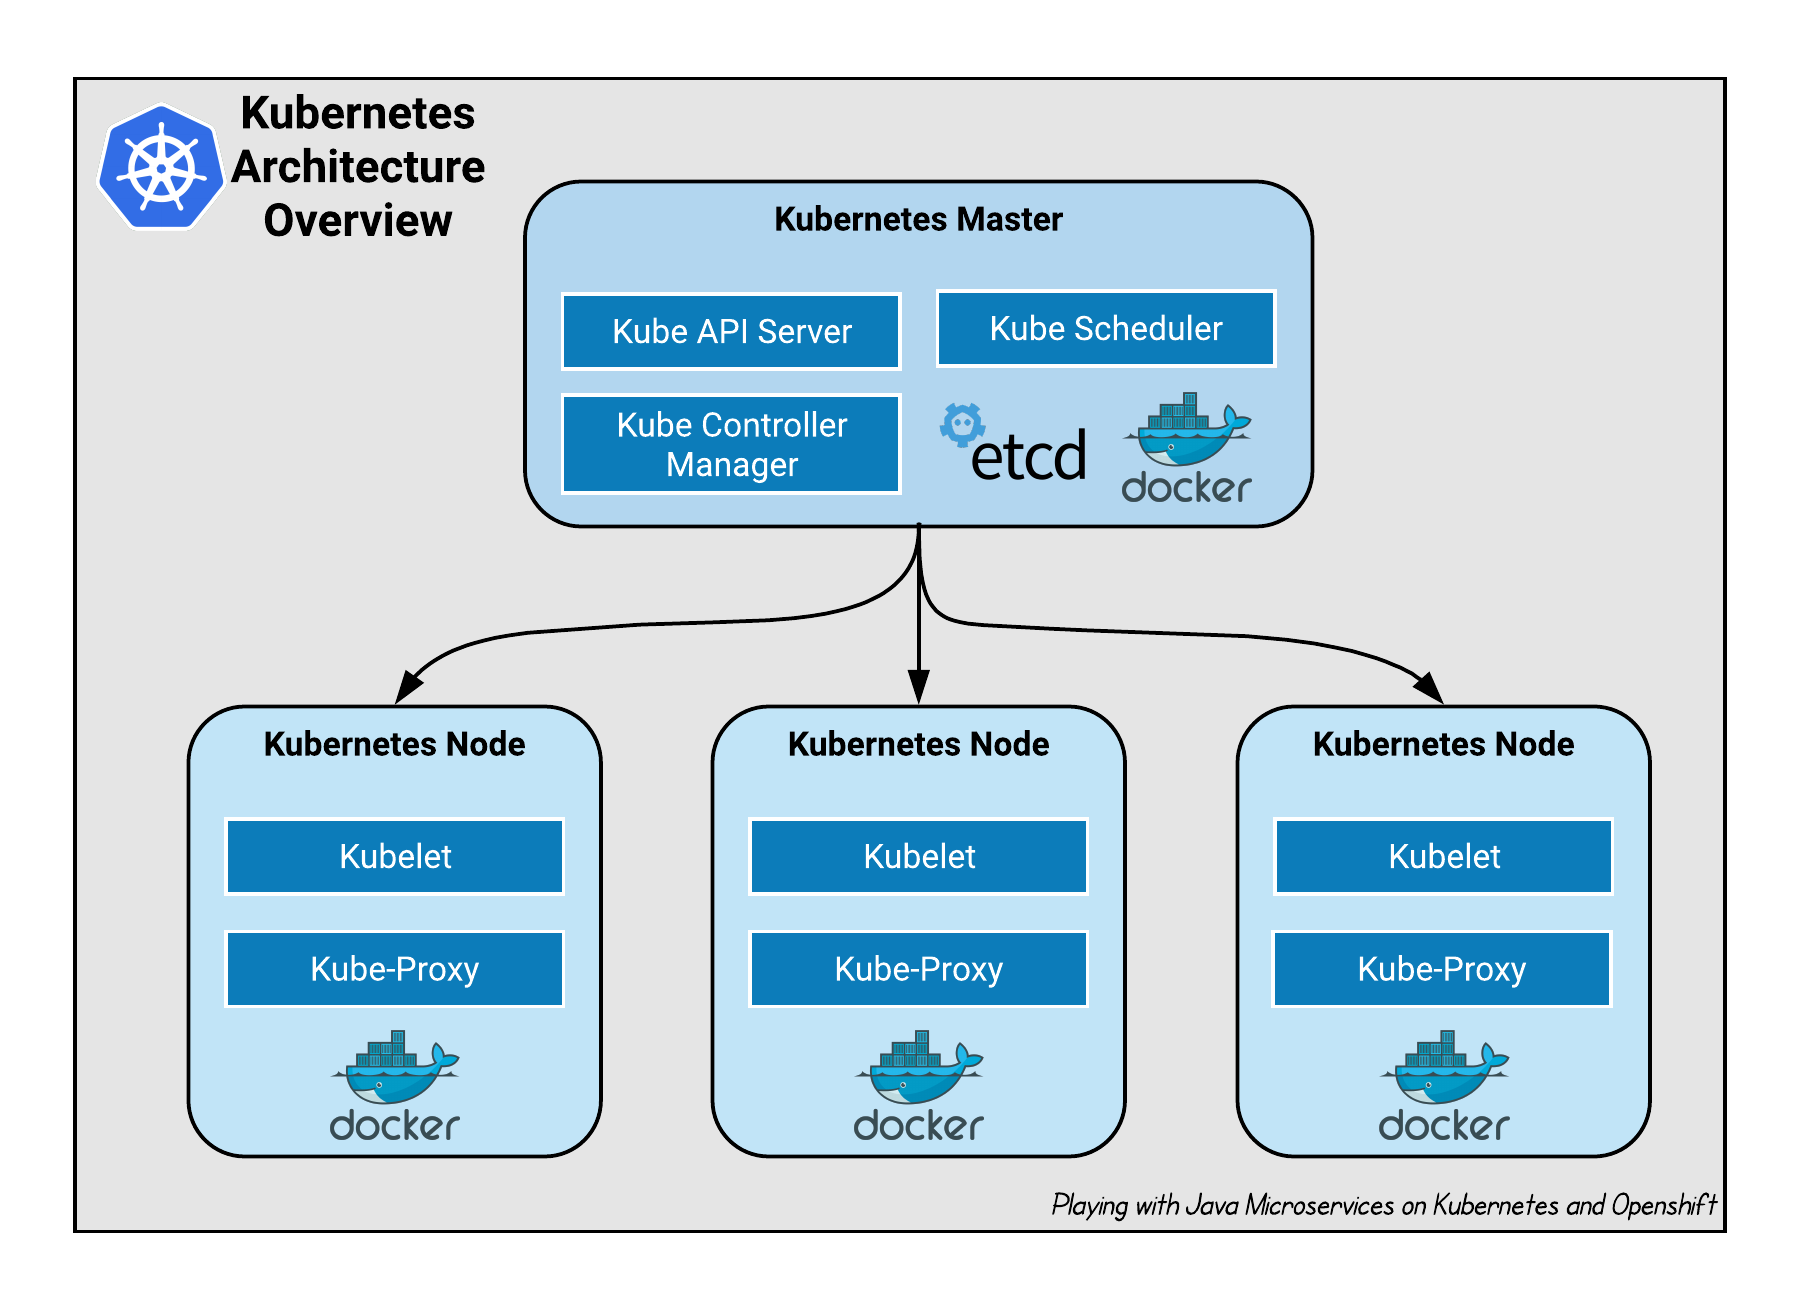 Kubernetes
Architecture
Overview
Kubernetes Master
Kube API Server
Kube Scheduler
Kube Controller
Manager
etcd
docker
Kubernetes Node
Kubelet
Kube-Proxy
docker
Kubernetes Node
Kubelet
Kube-Proxy
docker
Kubernetes Node
Kubelet
Kube-Proxy
docker
Playing with Java Microservices on Kubernetes and Openshift